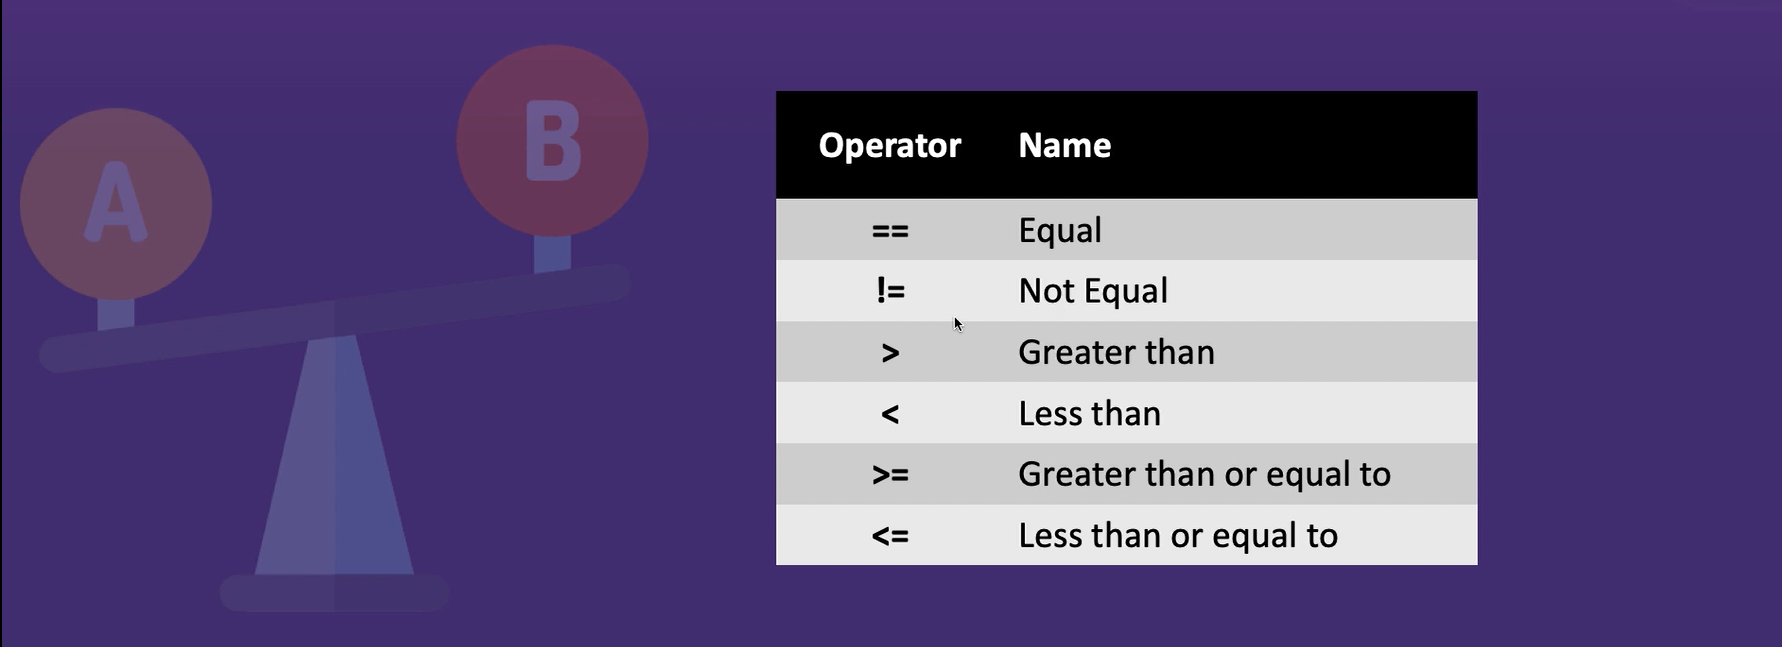 A
B
Operator Name
== Equal
!= Not Equal
> Greater than
< Less than
>= Greater than or equal to
<= Less than or equal to